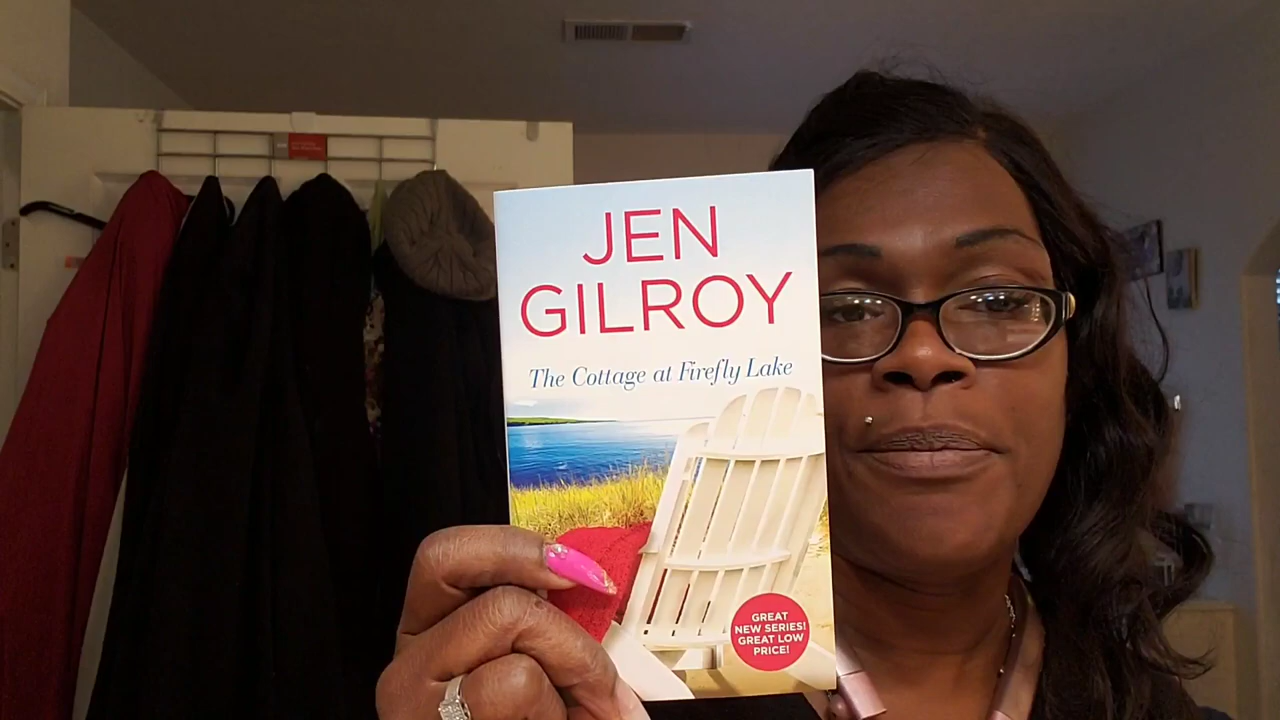 JEN
GILROY
The Cottage at Firefly Lake
GREAT
NEW SERIES!
GREAT LOW
PRICE!